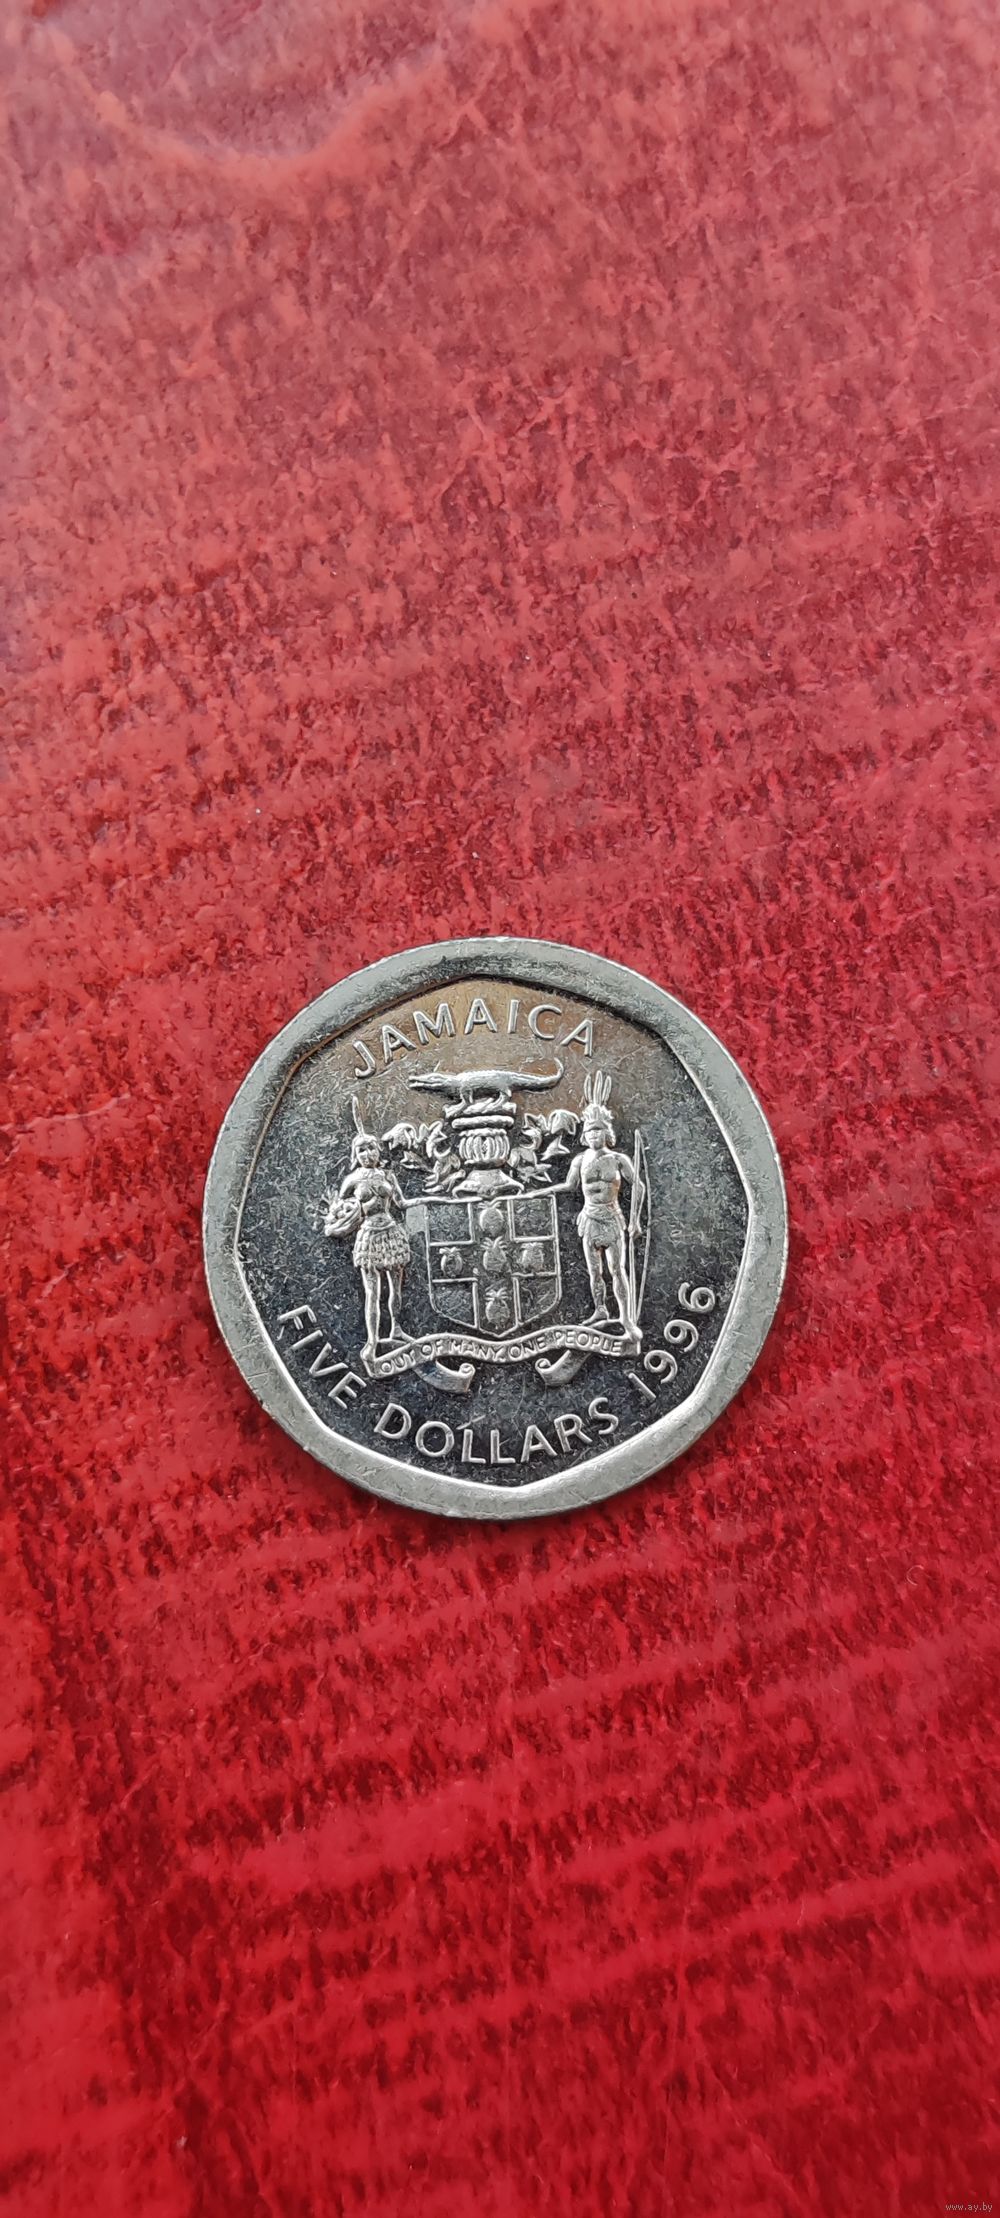 JAMAICA
OUT OF MANY, ONE PEOPLE
FIVE DOLLARS 1996
www.ay.by